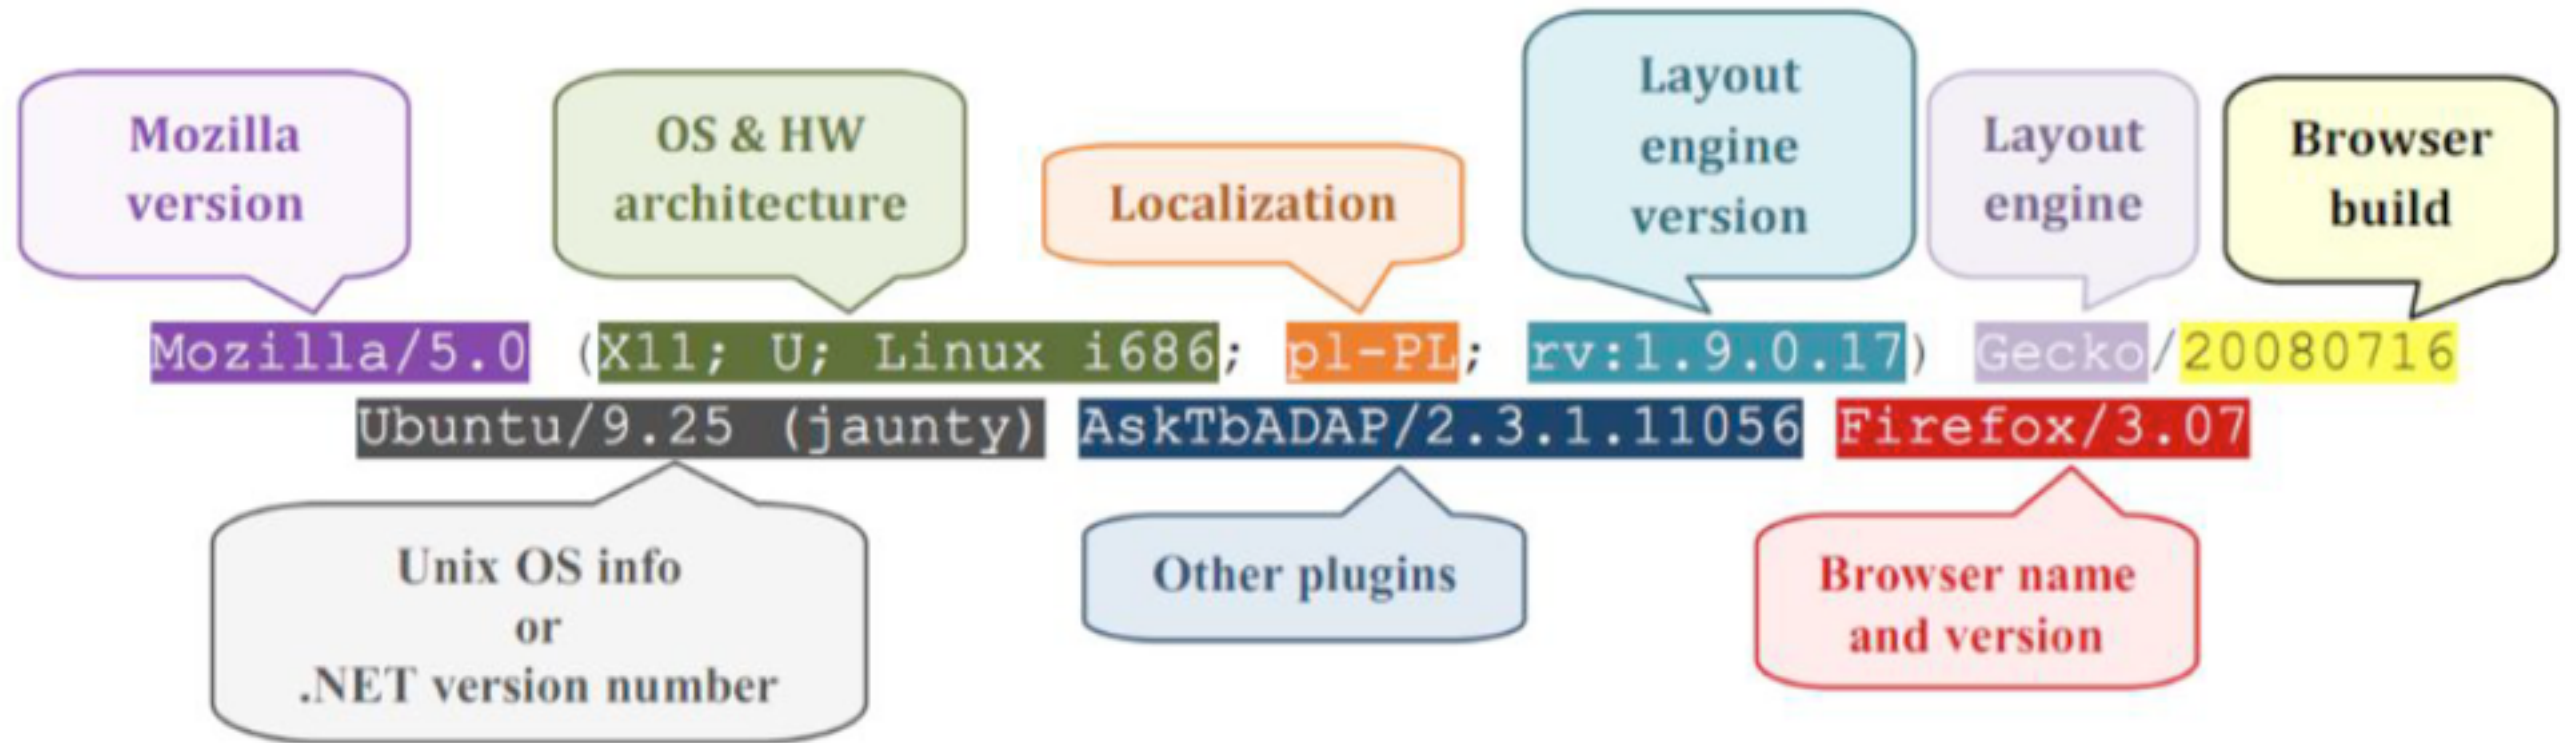 Mozilla
version
OS & HW
architecture
Localization
Layout
engine
version
Layout
engine
Browser
build
Mozilla/5.0 (X11; U; Linux i686; pl-PL; rv:1.9.0.17) Gecko/20080716
Ubuntu/9.25 (jaunty) AskTbADAP/2.3.1.11056 Firefox/3.07
Unix OS info
or
.NET version number
Other plugins
Browser name
and version